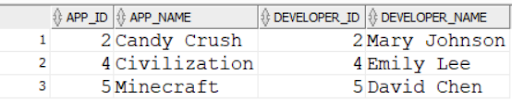 APP_ID APP_NAME DEVELOPER_ID DEVELOPER_NAME
1 2 Candy Crush 2 Mary Johnson
2 4 Civilization 4 Emily Lee
3 5 Minecraft 5 David Chen